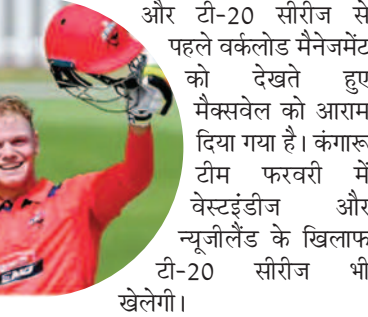 और टी-20 सीरीज से
पहले वर्कलोड मैनेजमेंट
को देखते हुए
मैक्सवेल को आराम
दिया गया है। कंगारू
टीम फरवरी में
वेस्टइंडीज और
न्यूजीलैंड के खिलाफ
टी-20 सीरीज भी
खेलेगी।